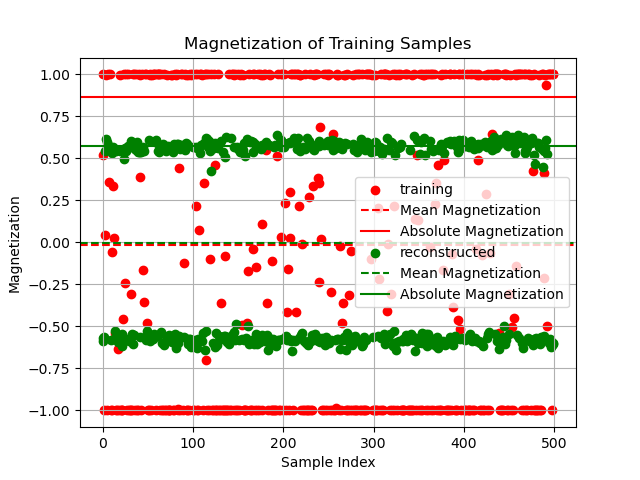 Magnetization of Training Samples
Magnetization
1.00
0.75
0.50
0.25
0.00
−0.25
−0.50
−0.75
−1.00
training
Mean Magnetization
Absolute Magnetization
reconstructed
Mean Magnetization
Absolute Magnetization
0 100 200 300 400 500
Sample Index